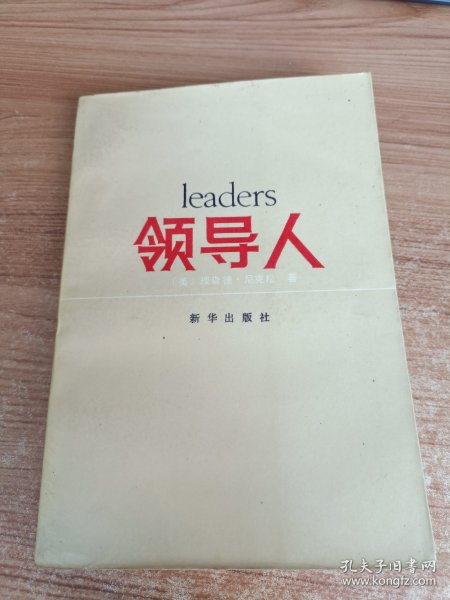 leaders
领导人
〔美〕理查德·尼克松 著
新华出版社
孔夫子旧书网
www.kongfz.com